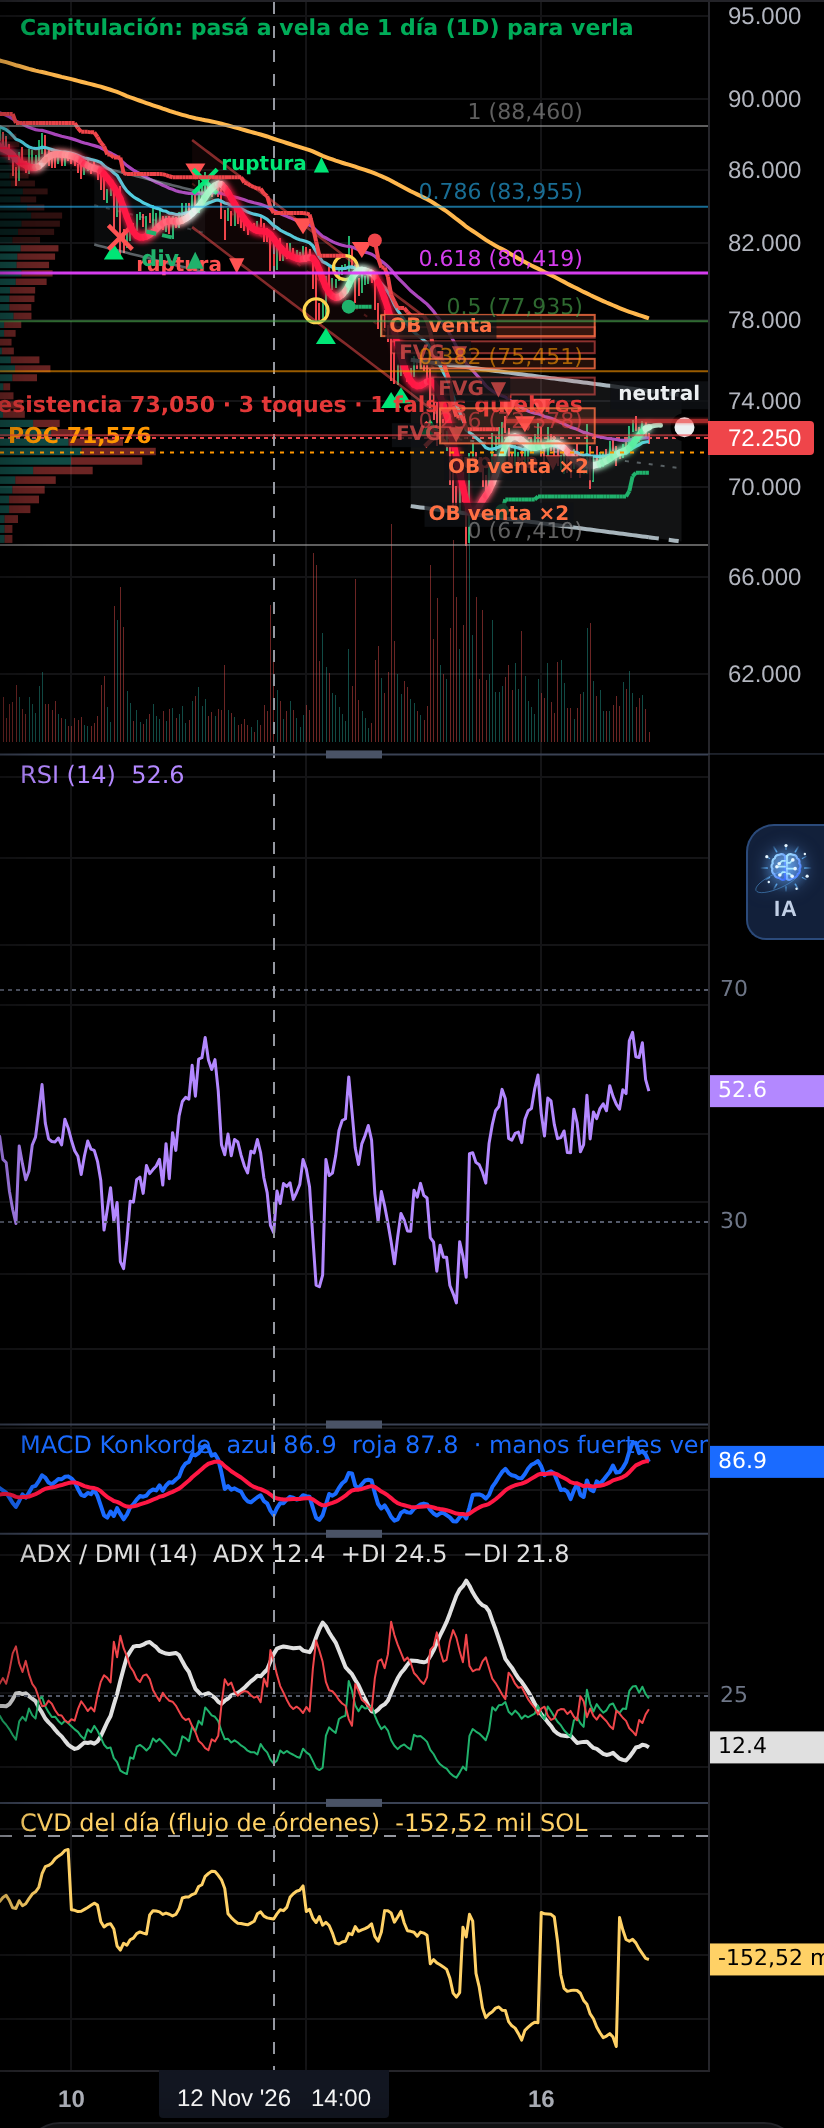 Capitulación: pasá a vela de 1 día (1D) para verla
95.000
90.000
1 (88,460)
ruptura
86.000
0.786 (83,955)
82.000
div
ruptura
0.618 (80,419)
0.5 (77,935)
78.000
OB venta
FVG
0.382 (75,451)
FVG
neutral
74.000
esistencia 73,050 · 3 toques · 1
FVG
POC 71,576
72.250
OB venta ×2
70.000
OB venta ×2
0 (67,410)
66.000
62.000
RSI (14) 52.6
IA
70
52.6
30
MACD Konkorde azul 86.9 roja 87.8 · manos fuertes ver
86.9
ADX / DMI (14) ADX 12.4 +DI 24.5 −DI 21.8
25
12.4
CVD del día (flujo de órdenes) -152,52 mil SOL
-152,52 m
10
12 Nov '26 14:00
16